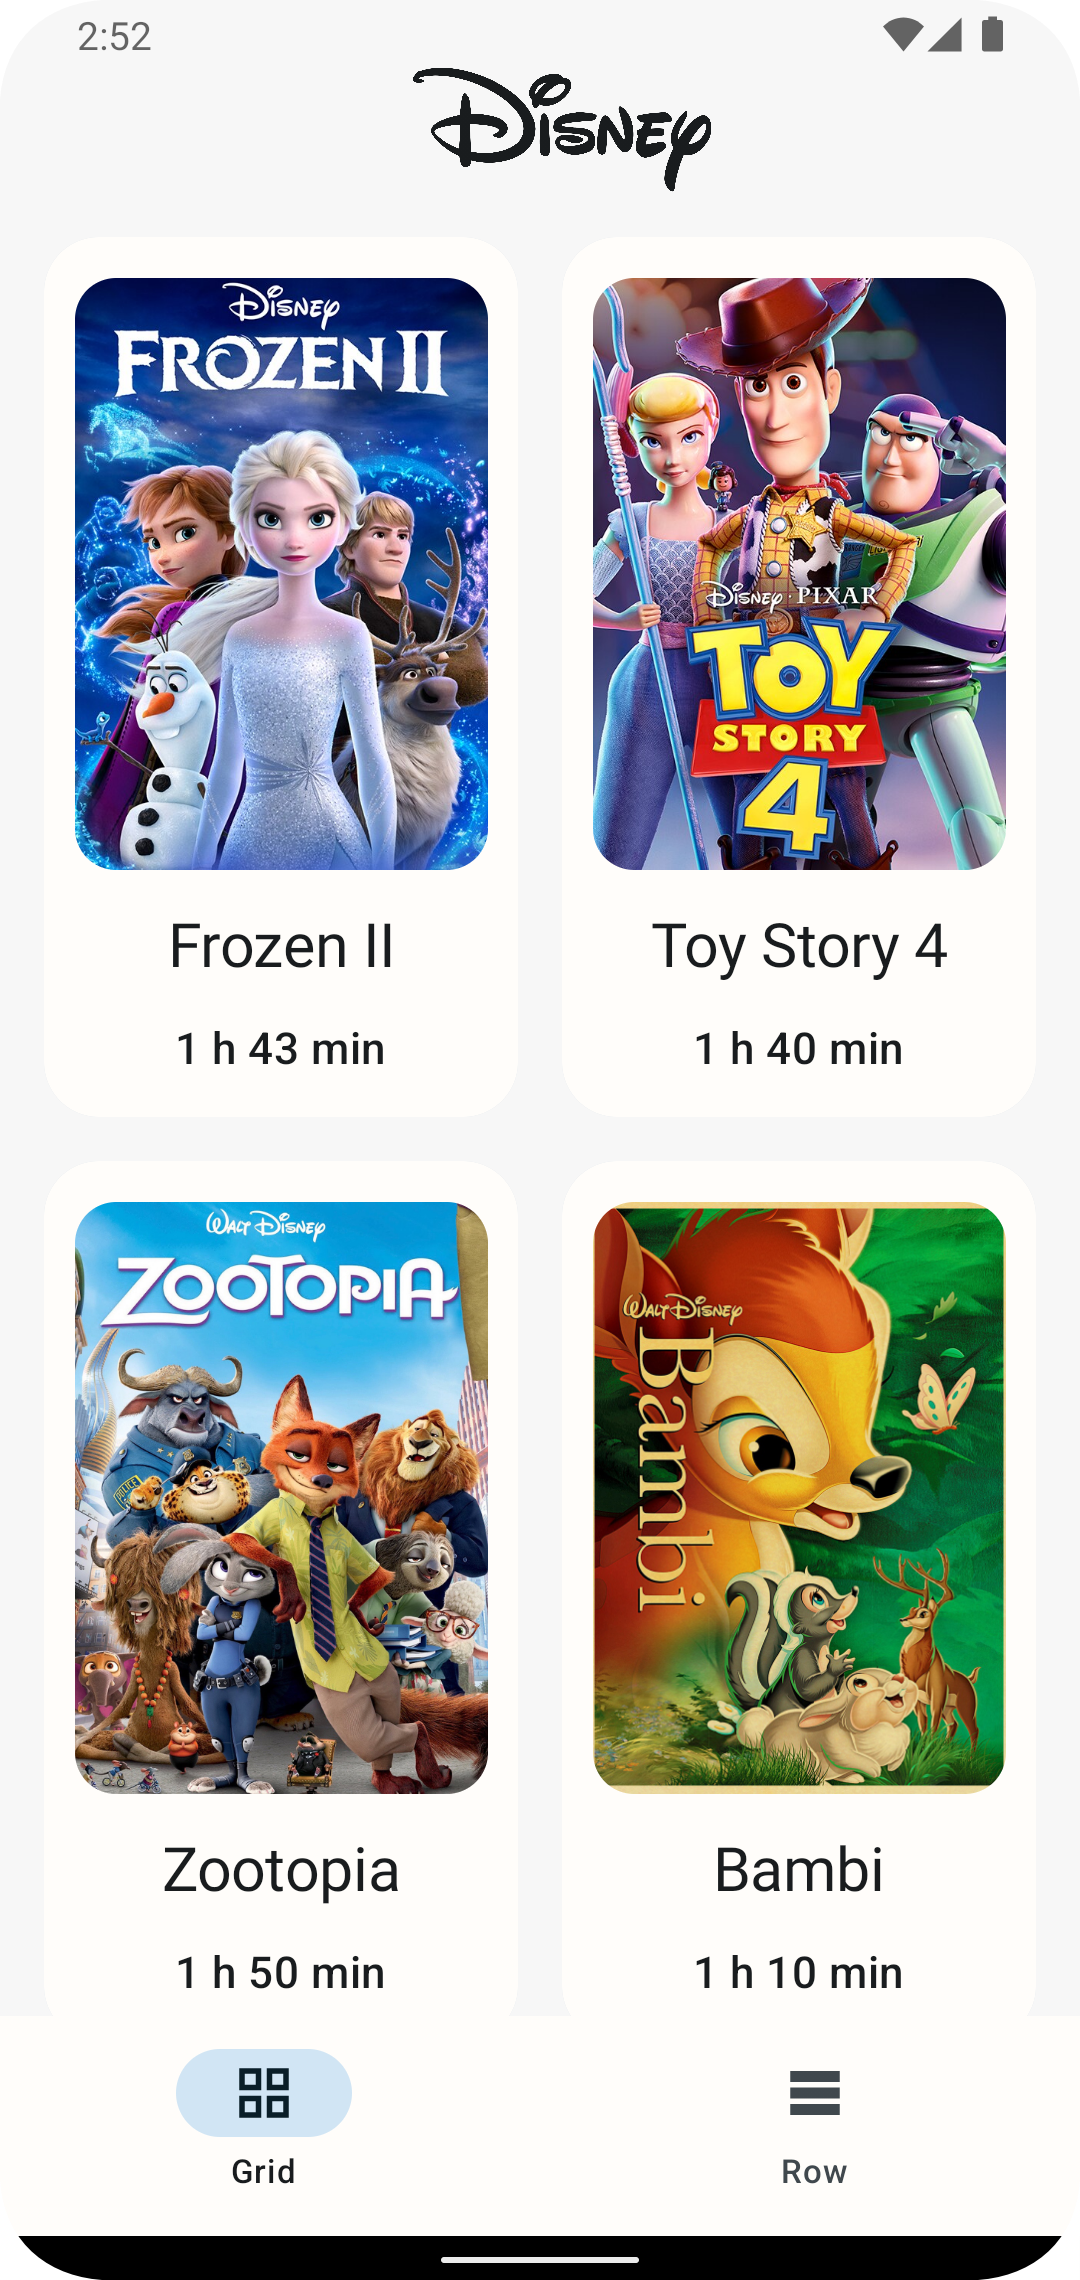 2:52
Disney
Disney
FROZEN II
Disney · PIXAR
TOY
STORY
4
Frozen II
1 h 43 min
Toy Story 4
1 h 40 min
WALT DISNEY
ZOOTOPIA
POLICE
WALT DISNEY
Bambi
Zootopia
1 h 50 min
Bambi
1 h 10 min
Grid
Row